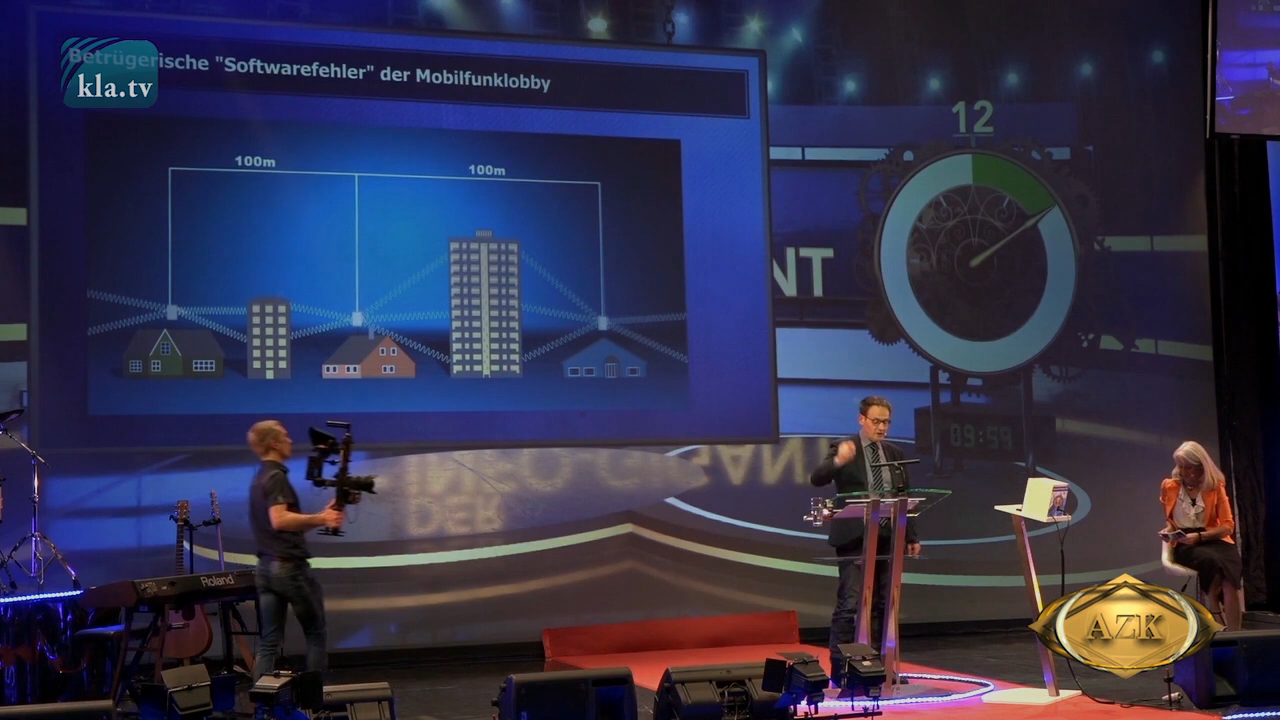 Betrügerische "Softwarefehler" der Mobilfunklobby
kla.tv
100m
100m
12
NT
09:59
Roland
AZK